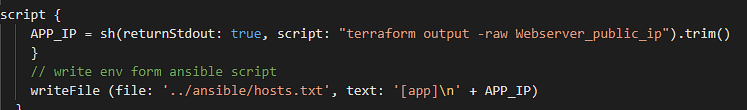 script {
APP_IP = sh(returnStdout: true, script: "terraform output -raw Webserver_public_ip").trim()
}
// write env form ansible script
writeFile (file: '../ansible/hosts.txt', text: '[app]\n' + APP_IP)
}